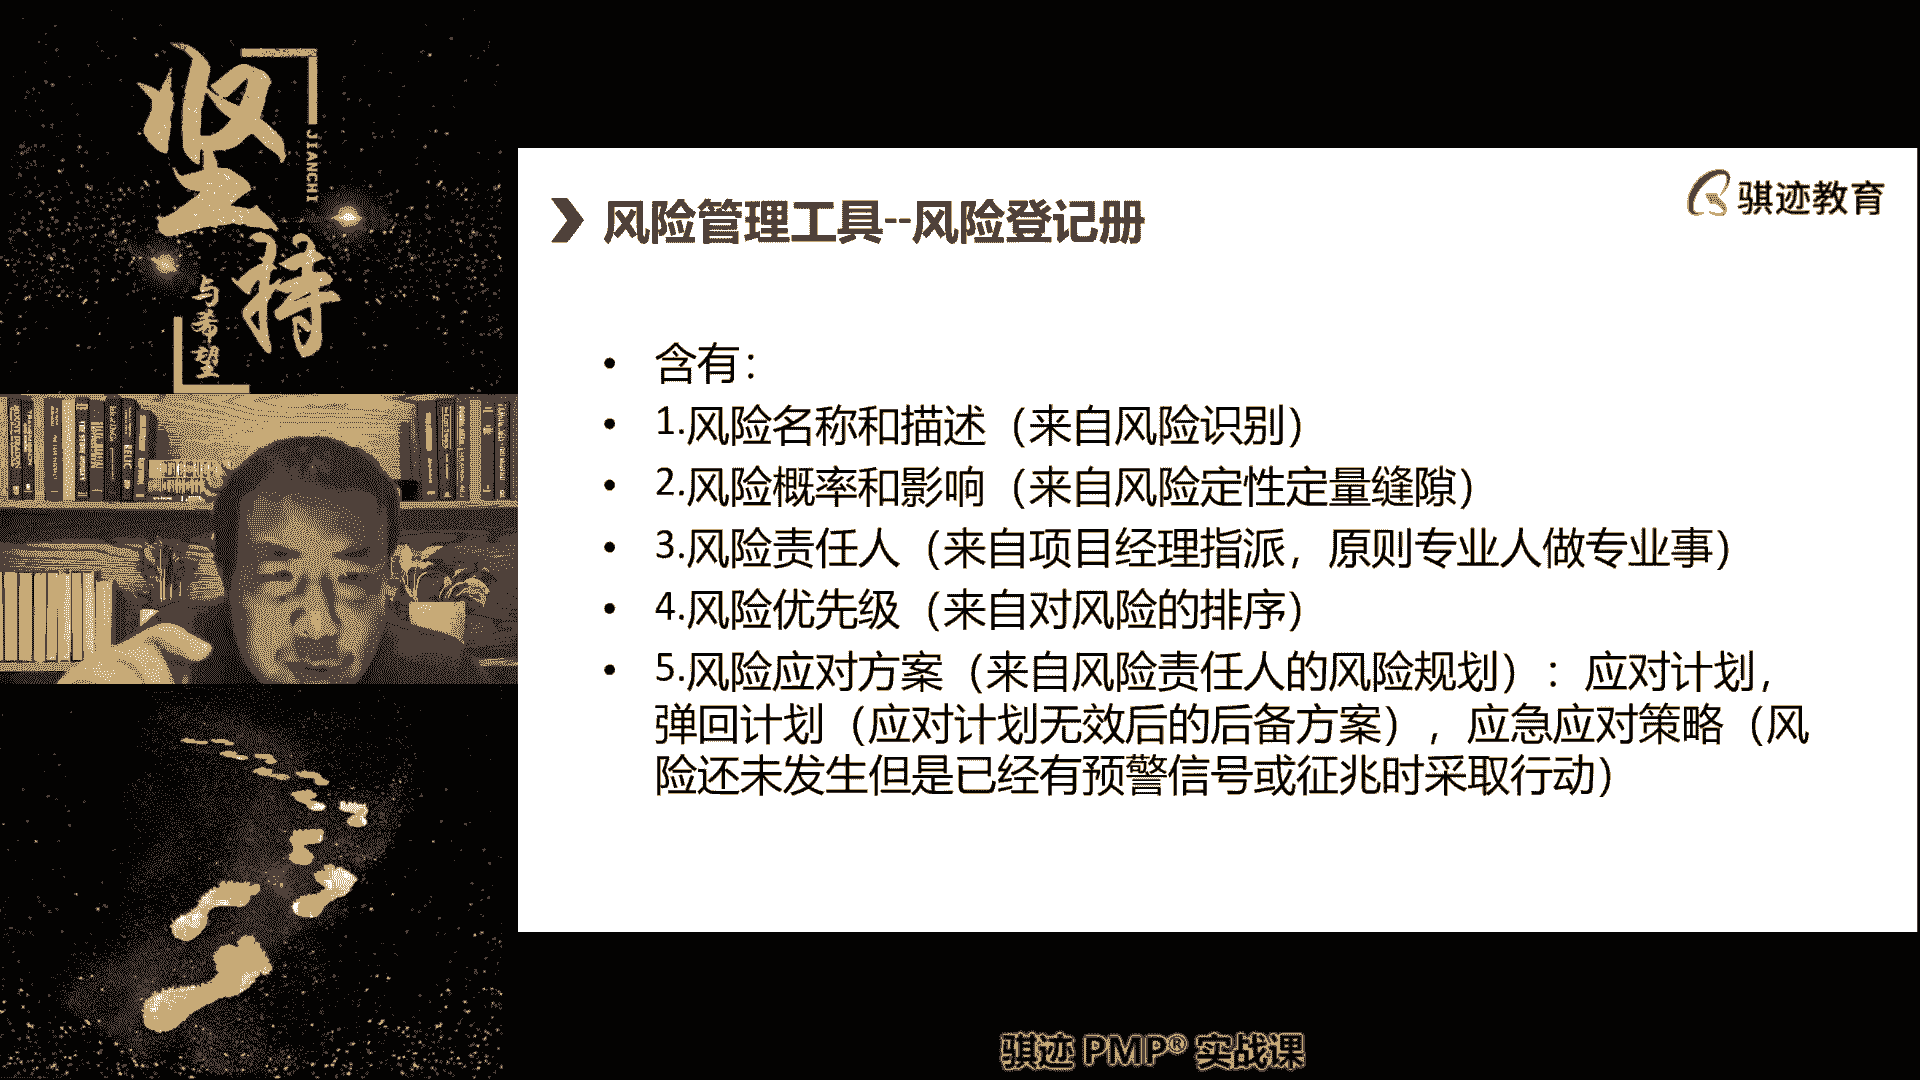 坚持
JIANCHI
与希望
骐迹教育
风险管理工具--风险登记册
• 含有：
• 1.风险名称和描述（来自风险识别）
• 2.风险概率和影响（来自风险定性定量缝隙）
• 3.风险责任人（来自项目经理指派，原则专业人做专业事）
• 4.风险优先级（来自对风险的排序）
• 5.风险应对方案（来自风险责任人的风险规划）：应对计划，
弹回计划（应对计划无效后的后备方案），应急应对策略（风
险还未发生但是已经有预警信号或征兆时采取行动）
骐迹 PMP® 实战课